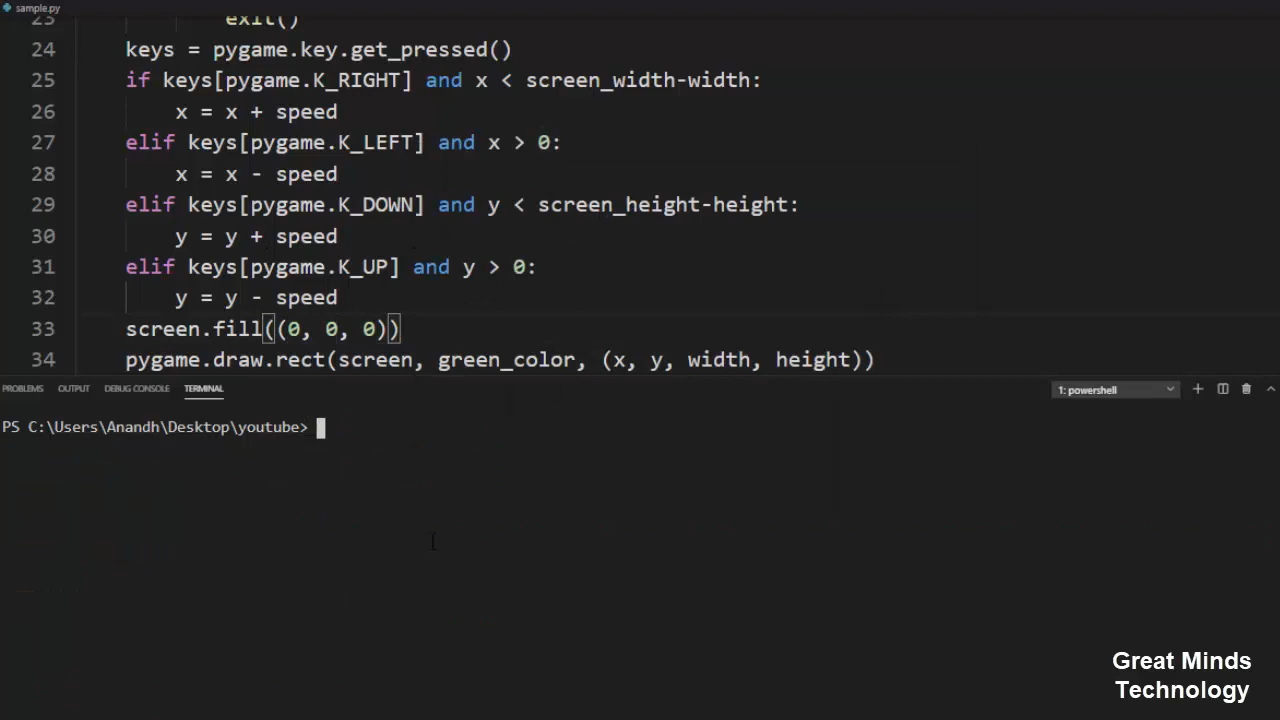 sample.py
23 exit()
24 keys = pygame.key.get_pressed()
25 if keys[pygame.K_RIGHT] and x < screen_width-width:
26 x = x + speed
27 elif keys[pygame.K_LEFT] and x > 0:
28 x = x - speed
29 elif keys[pygame.K_DOWN] and y < screen_height-height:
30 y = y + speed
31 elif keys[pygame.K_UP] and y > 0:
32 y = y - speed
33 screen.fill((0, 0, 0))
34 pygame.draw.rect(screen, green_color, (x, y, width, height))
PROBLEMS OUTPUT DEBUG CONSOLE TERMINAL 1: powershell
PS C:\Users\Anandh\Desktop\youtube>
Great Minds
Technology